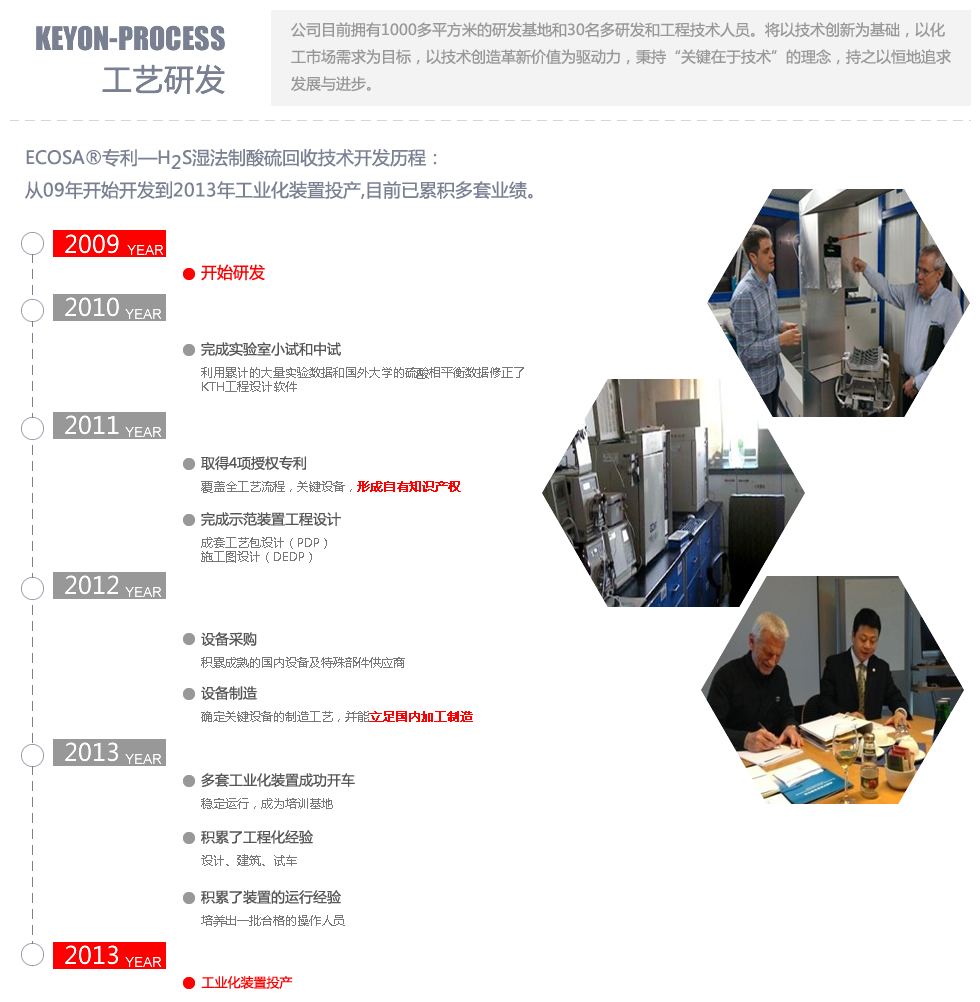 KEYON-PROCESS
工艺研发
公司目前拥有1000多平方米的研发基地和30名多研发和工程技术人员。将以技术创新为基础，以化
工市场需求为目标，以技术创造革新价值为驱动力，秉持“关键在于技术”的理念，持之以恒地追求
发展与进步。
ECOSA®专利—H2S湿法制酸硫回收技术开发历程：
从09年开始开发到2013年工业化装置投产,目前已累积多套业绩。
2009 YEAR
开始研发
2010 YEAR
完成实验室小试和中试
利用累计的大量实验数据和国外大学的硫酸相平衡数据修正了
KTH工程设计软件
2011 YEAR
取得4项授权专利
覆盖全工艺流程，关键设备，形成自有知识产权
完成示范装置工程设计
成套工艺包设计（PDP）
施工图设计（DEDP）
2012 YEAR
设备采购
积累成熟的国内设备及特殊部件供应商
设备制造
确定关键设备的制造工艺，并能立足国内加工制造
2013 YEAR
多套工业化装置成功开车
稳定运行，成为培训基地
积累了工程化经验
设计、建筑、试车
积累了装置的运行经验
培养出一批合格的操作人员
2013 YEAR
工业化装置投产